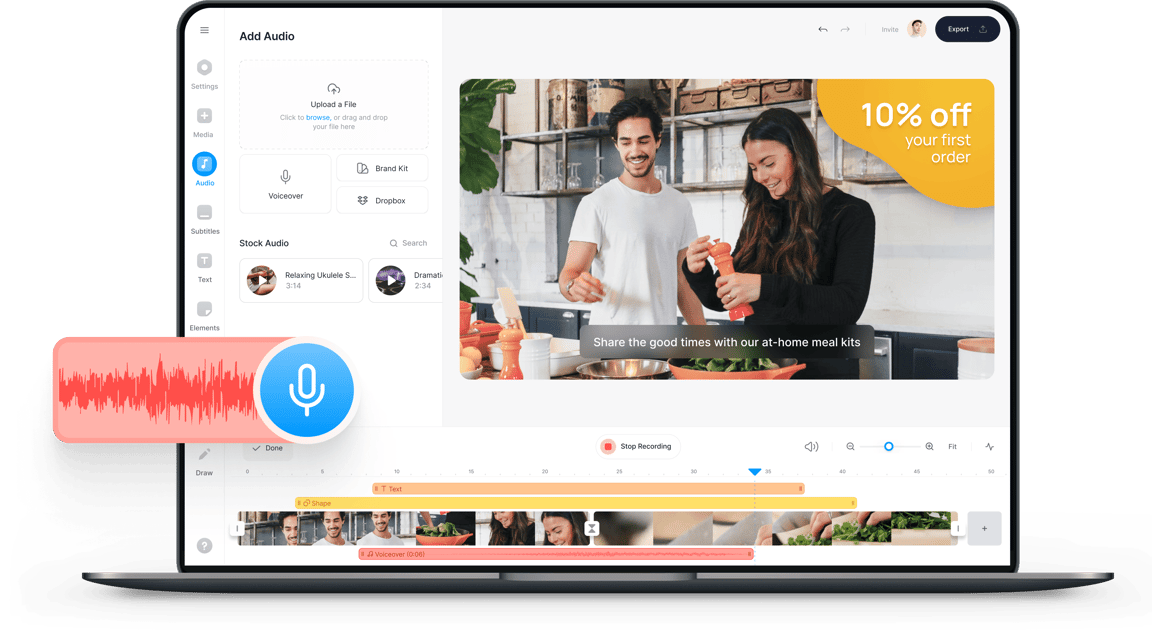 Add Audio
Invite
Export
Settings
Upload a File
Click to browse, or drag and drop
your file here
Media
Audio
Voiceover
Brand Kit
Dropbox
Subtitles
Stock Audio
Search
Text
Relaxing Ukulele S...
3:14
Dramatic
2:34
Elements
10% off
your first
order
Share the good times with our at-home meal kits
Done
Stop Recording
Fit
Draw
0 5 10 15 20 25 30 35 40 45 50
T Text
Shape
+
Voiceover (0:06)
?